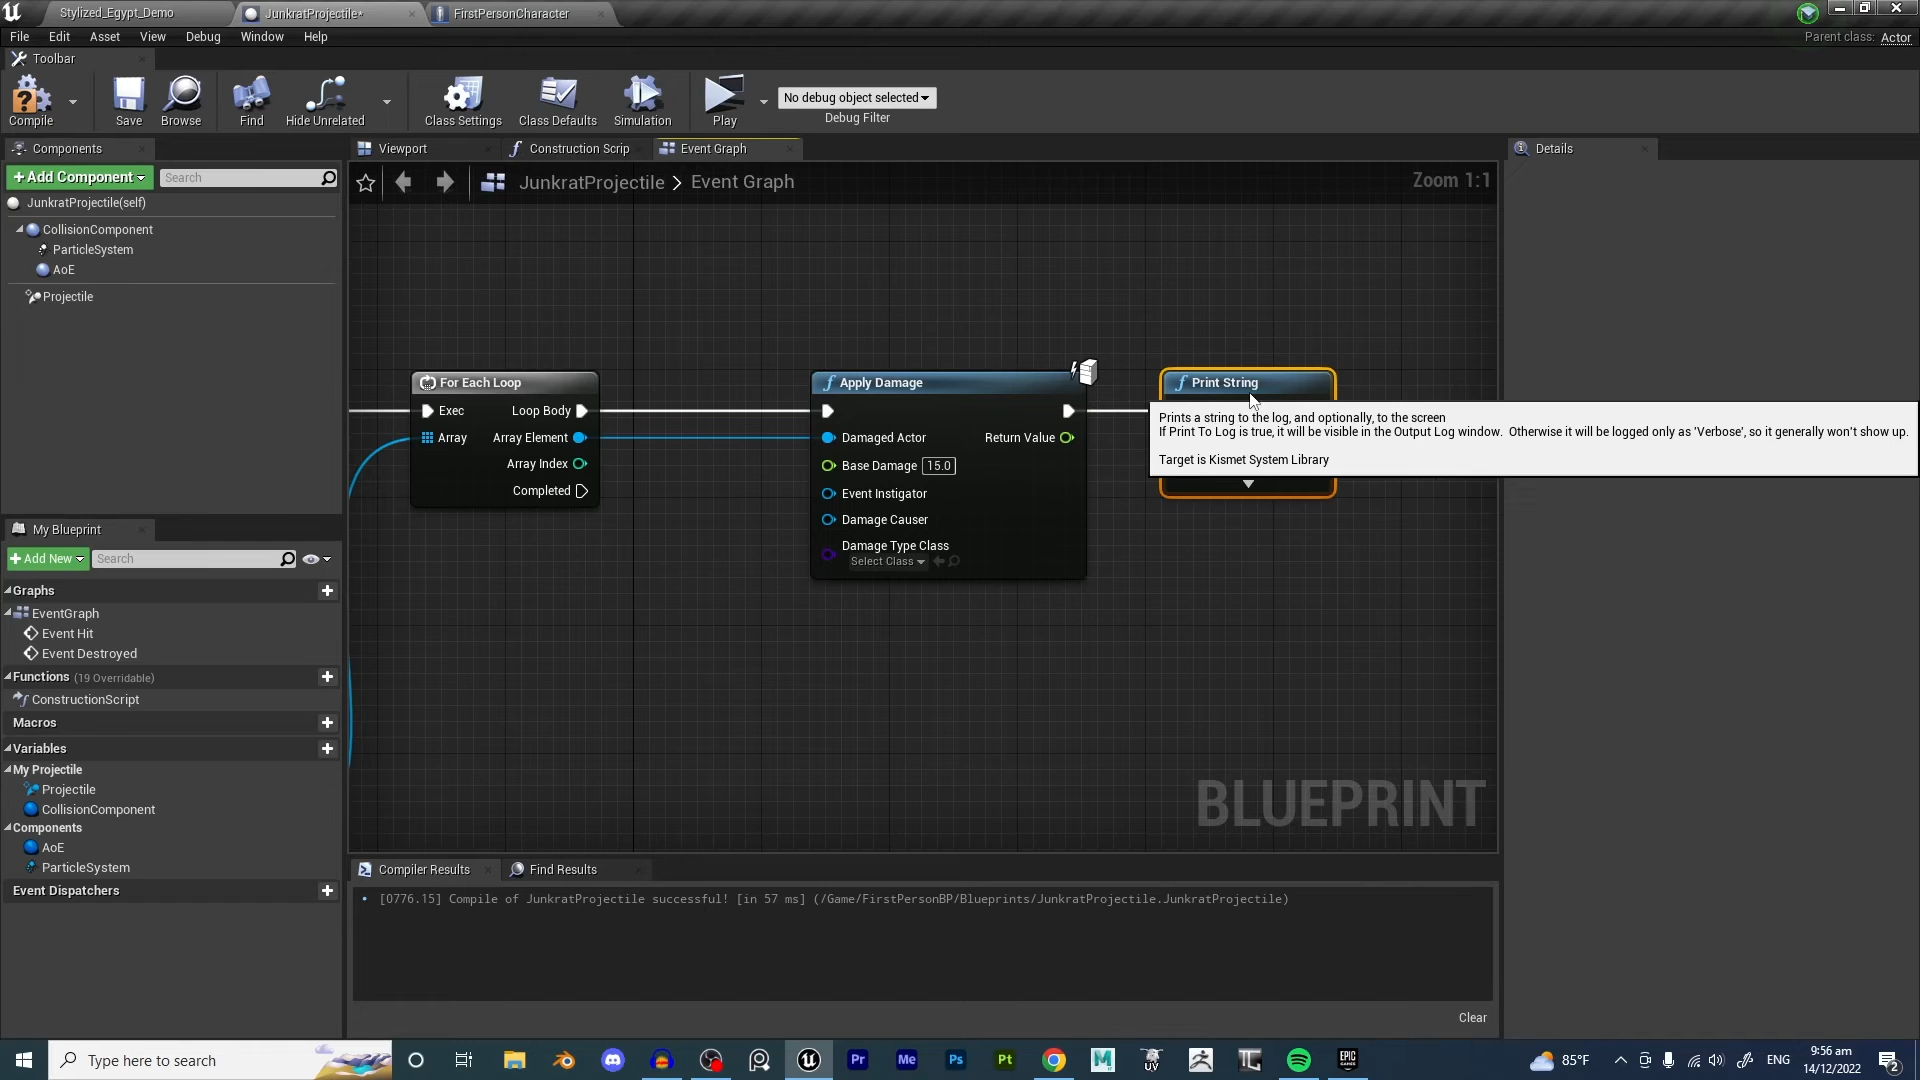 Stylized_Egypt_Demo
JunkratProjectile*
FirstPersonCharacter
File Edit Asset View Debug Window Help
Parent class: Actor
Toolbar
Compile
Save
Browse
Find
Hide Unrelated
Class Settings
Class Defaults
Simulation
Play
No debug object selected
Debug Filter
Components
+Add Component
Search
JunkratProjectile(self)
CollisionComponent
ParticleSystem
AoE
Projectile
Viewport
Construction Scrip
Event Graph
Details
JunkratProjectile > Event Graph
Zoom 1:1
For Each Loop
Exec Loop Body
Array Array Element
Array Index
Completed
Apply Damage
Damaged Actor Return Value
Base Damage 15.0
Event Instigator
Damage Causer
Damage Type Class
Select Class
Print String
Prints a string to the log, and optionally, to the screen
If Print To Log is true, it will be visible in the Output Log window. Otherwise it will be logged only as 'Verbose', so it generally won't show up.
Target is Kismet System Library
BLUEPRINT
My Blueprint
+Add New
Search
Graphs
EventGraph
Event Hit
Event Destroyed
Functions (19 Overridable)
ConstructionScript
Macros
Variables
My Projectile
Projectile
CollisionComponent
Components
AoE
ParticleSystem
Event Dispatchers
Compiler Results
Find Results
[0776.15] Compile of JunkratProjectile successful! [in 57 ms] (/Game/FirstPersonBP/Blueprints/JunkratProjectile.JunkratProjectile)
Clear
Type here to search
Pr
Me
Ps
Pt
M
UV
EPIC
GAMES
85°F
ENG
9:56 am
14/12/2022
2